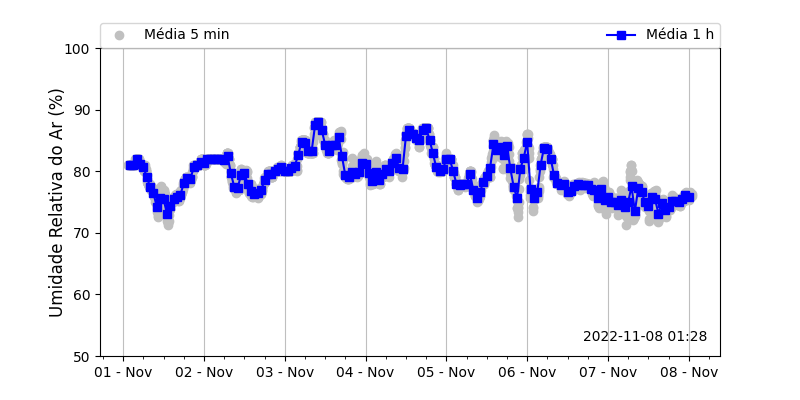 Média 5 min
Média 1 h
Umidade Relativa do Ar (%)
100
90
80
70
60
50
2022-11-08 01:28
01 - Nov
02 - Nov
03 - Nov
04 - Nov
05 - Nov
06 - Nov
07 - Nov
08 - Nov